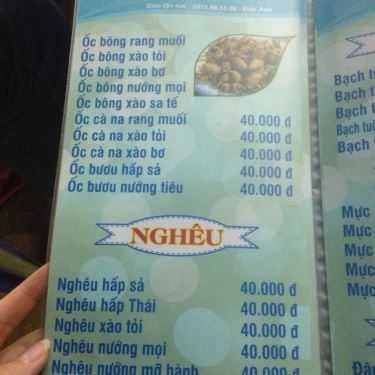 Ốc bông rang muối
Ốc bông xào tỏi
Ốc bông xào bơ
Ốc bông nướng mọi
Ốc bông xào sa tế
Ốc cà na rang muối 40.000 đ
Ốc cà na xào tỏi 40.000 đ
Ốc cà na xào bơ 40.000 đ
Ốc bươu hấp sả 40.000 đ
Ốc bươu nướng tiêu 40.000 đ
NGHÊU
Nghêu hấp sả 40.000 đ
Nghêu hấp Thái 40.000 đ
Nghêu xào tỏi 40.000 đ
Nghêu nướng mọi 40.000 đ
Nghêu nướng mỡ hành 40.000 đ
Bạch
Bạch
Bạch
Bạch tuộ
Bạch
Mực
Mực
Mực
Mực
Mực